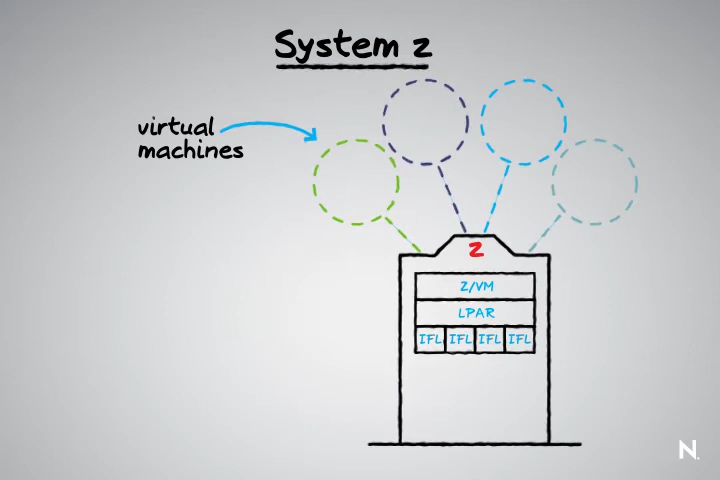 System z
virtual
machines
z
Z/VM
LPAR
IFL IFL IFL IFL
N.